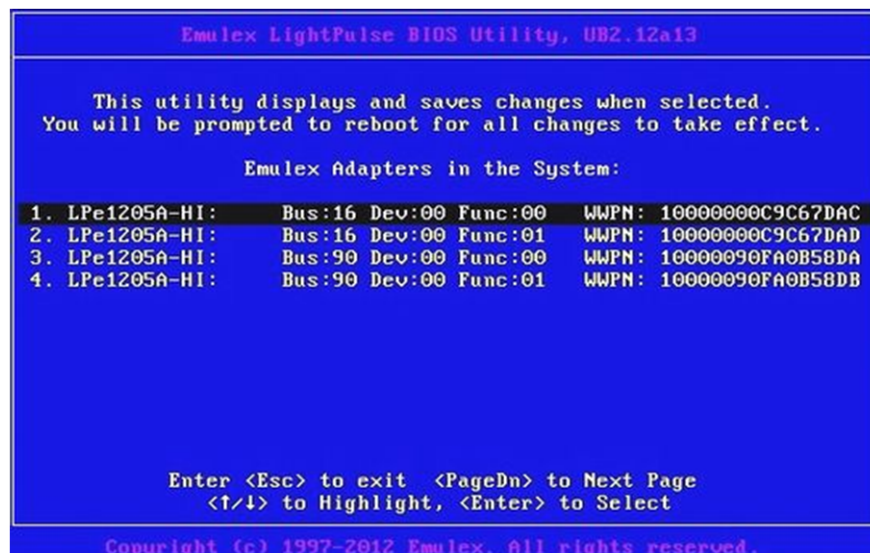 Emulex LightPulse BIOS Utility, UB2.12a13
This utility displays and saves changes when selected.
You will be prompted to reboot for all changes to take effect.
Emulex Adapters in the System:
1. LPe1205A-HI: Bus:16 Dev:00 Func:00 WWPN: 10000000C9C67DAC
2. LPe1205A-HI: Bus:16 Dev:00 Func:01 WWPN: 10000000C9C67DAD
3. LPe1205A-HI: Bus:90 Dev:00 Func:00 WWPN: 10000090FA0B58DA
4. LPe1205A-HI: Bus:90 Dev:00 Func:01 WWPN: 10000090FA0B58DB
Enter <Esc> to exit <PageDn> to Next Page
<↑/↓> to Highlight, <Enter> to Select
Copyright (c) 1997-2012 Emulex. All rights reserved.